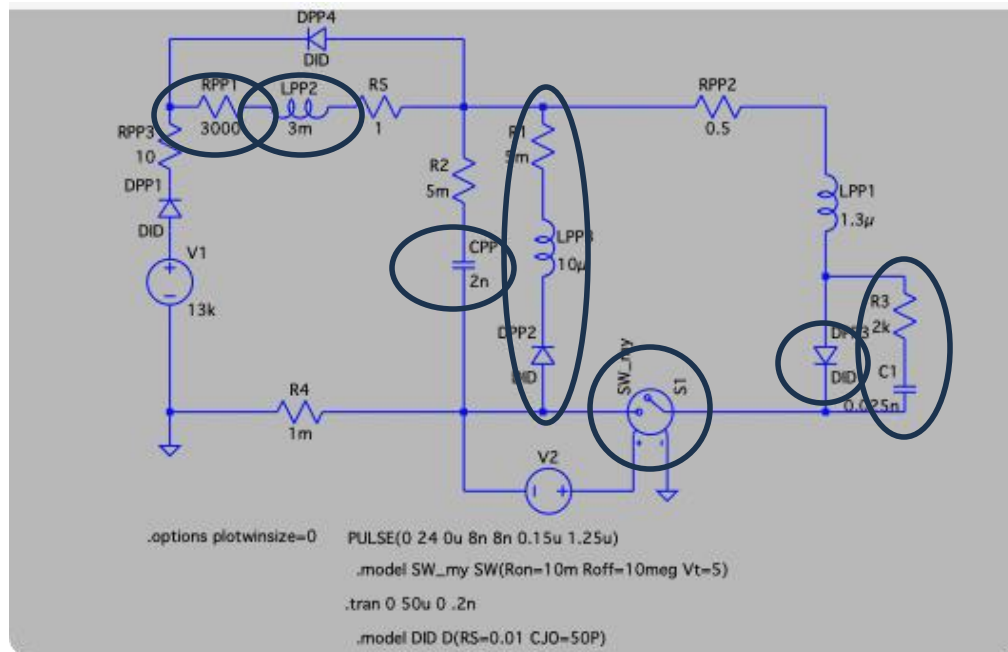 DPP4
DID
RPP1
3000
LPP2
3m
R5
1
RPP2
0.5
RPP3
10
R1
5m
R2
5m
DPP1
DID
LPP1
1.3µ
V1
13k
CPP
2n
LPP3
10µ
R3
2k
DPP3
DID
DPP2
DID
C1
0.025n
SW_my
S1
R4
1m
V2
.options plotwinsize=0
PULSE(0 24 0u 8n 8n 0.15u 1.25u)
.model SW_my SW(Ron=10m Roff=10meg Vt=5)
.tran 0 50u 0 .2n
.model DID D(RS=0.01 CJO=50P)